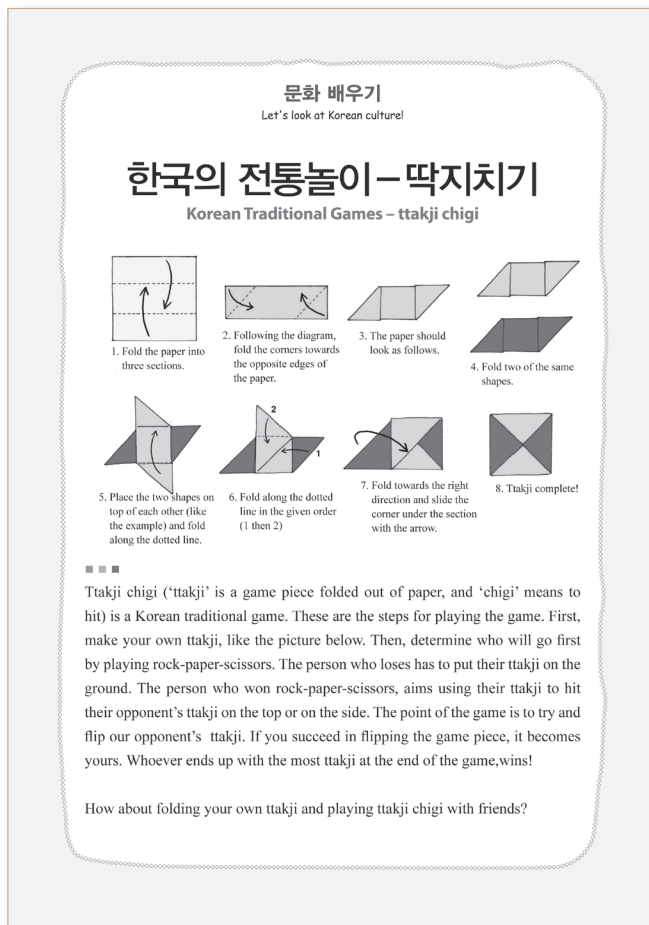 문화 배우기
Let's look at Korean culture!
한국의 전통놀이 – 딱지치기
Korean Traditional Games – ttakji chigi
1. Fold the paper into
three sections.
2. Following the diagram,
fold the corners towards
the opposite edges of
the paper.
3. The paper should
look as follows.
4. Fold two of the same
shapes.
5. Place the two shapes on
top of each other (like
the example) and fold
along the dotted line.
2
1
6. Fold along the dotted
line in the given order
(1 then 2)
7. Fold towards the right
direction and slide the
corner under the section
with the arrow.
8. Ttakji complete!
Ttakji chigi (‘ttakji’ is a game piece folded out of paper, and ‘chigi’ means to
hit) is a Korean traditional game. These are the steps for playing the game. First,
make your own ttakji, like the picture below. Then, determine who will go first
by playing rock-paper-scissors. The person who loses has to put their ttakji on the
ground. The person who won rock-paper-scissors, aims using their ttakji to hit
their opponent’s ttakji on the top or on the side. The point of the game is to try and
flip our opponent’s  ttakji. If you succeed in flipping the game piece, it becomes
yours. Whoever ends up with the most ttakji at the end of the game,wins!
How about folding your own ttakji and playing ttakji chigi with friends?